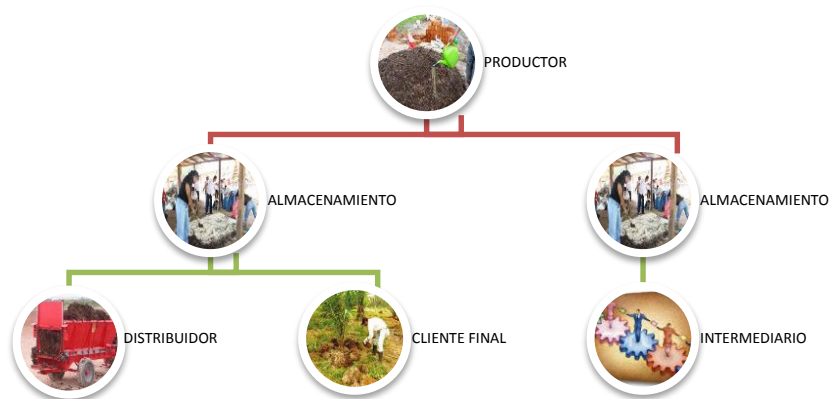 PRODUCTOR
ALMACENAMIENTO
ALMACENAMIENTO
DISTRIBUIDOR
CLIENTE FINAL
INTERMEDIARIO